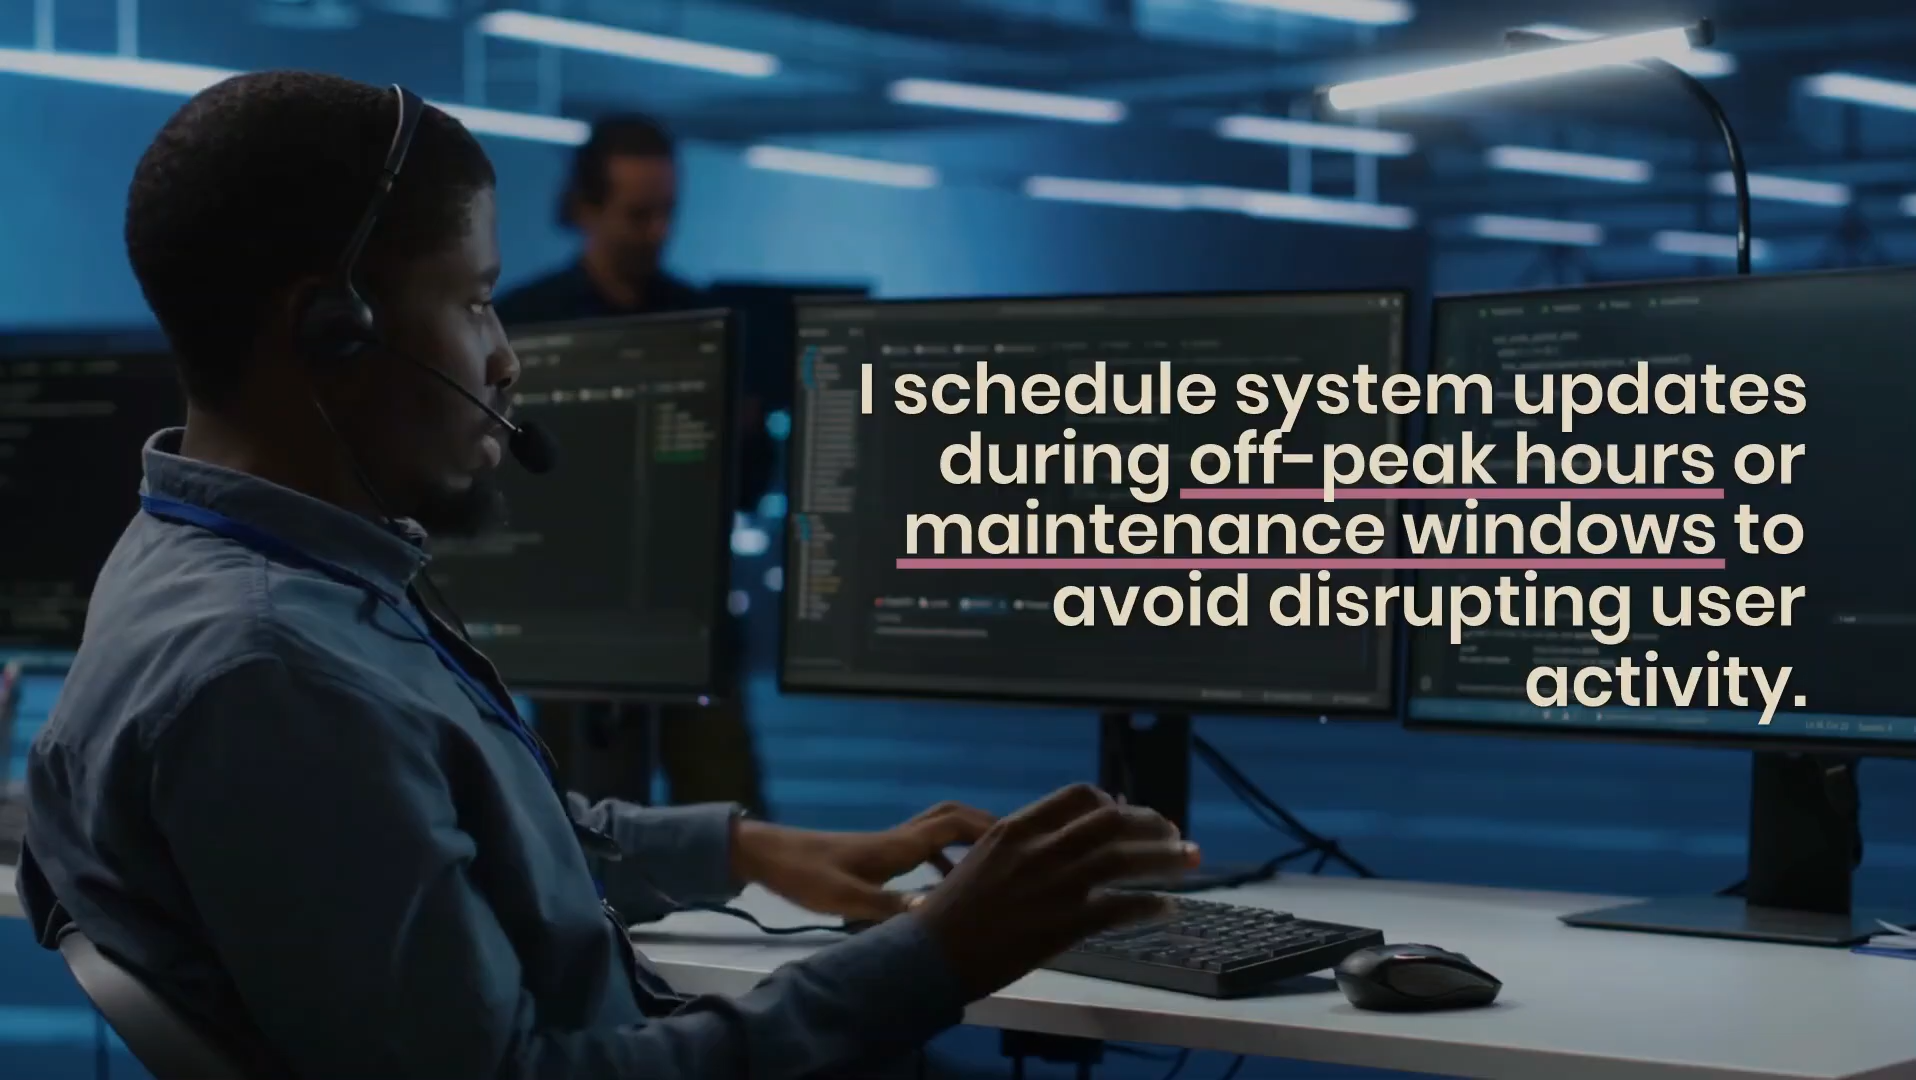 I schedule system updates
during off-peak hours or
maintenance windows to
avoid disrupting user
activity.